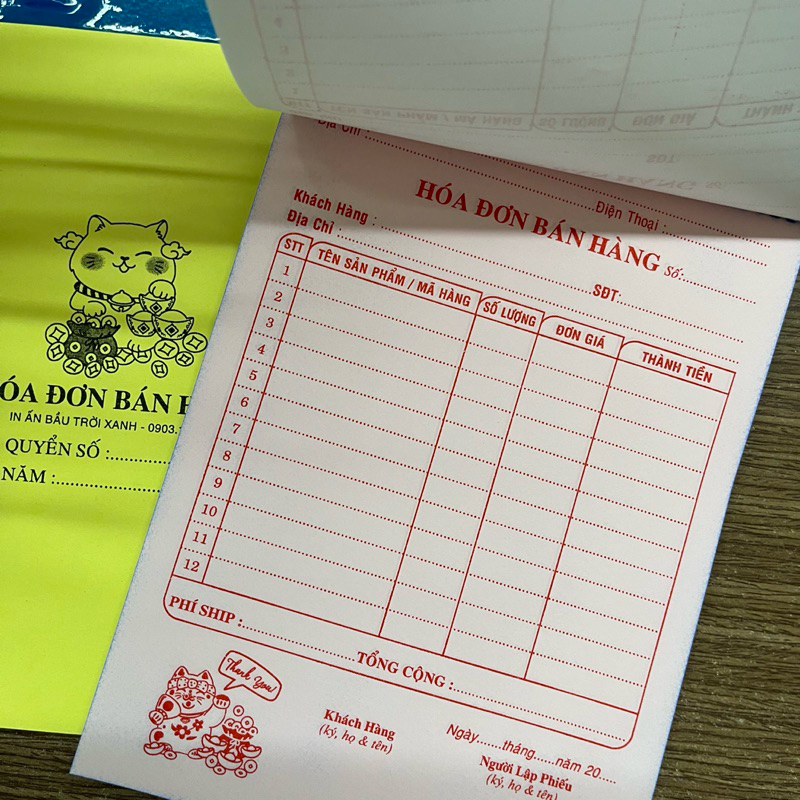 HÓA ĐƠN BÁN H
IN ẤN BẦU TRỜI XANH - 0903.
QUYỂN SỐ :
NĂM :
Địa Chỉ :
Điện Thoại :
HÓA ĐƠN BÁN HÀNG Số:
Khách Hàng :
Địa Chỉ : SĐT:
STT TÊN SẢN PHẨM / MÃ HÀNG SỐ LƯỢNG ĐƠN GIÁ THÀNH TIỀN
1
2
3
4
5
6
7
8
9
10
11
12
PHÍ SHIP :
TỔNG CỘNG :
Thank You!
Ngày......tháng......năm 20....
Khách Hàng Người Lập Phiếu
(ký, họ & tên) (ký, họ & tên)